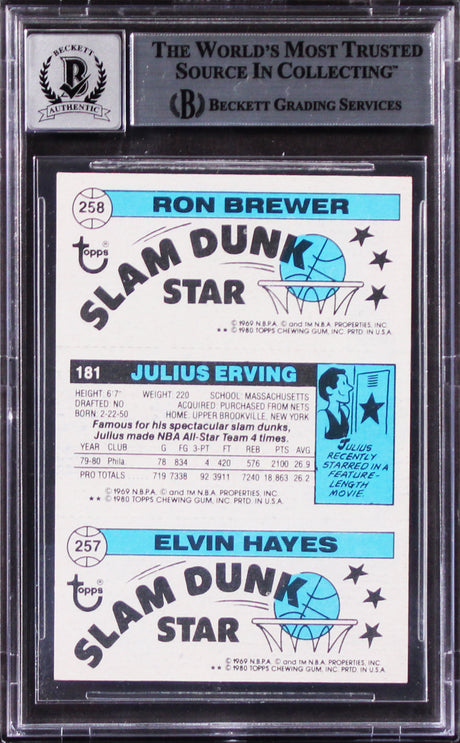 BECKETT
B
AUTHENTIC
THE WORLD'S MOST TRUSTED
SOURCE IN COLLECTING™
B BECKETT GRADING SERVICES
258 RON BREWER
Topps®
SLAM DUNK
STAR
© 1969 N.B.P.A. © and TM N.B.A. PROPERTIES, INC.
** © 1980 TOPPS CHEWING GUM, INC. PRTD. IN U.S.A.
181 JULIUS ERVING
HEIGHT: 6'7" WEIGHT: 220 SCHOOL: MASSACHUSETTS
DRAFTED: NO ACQUIRED: PURCHASED FROM NETS
BORN: 2-22-50 HOME: UPPER BROOKVILLE, NEW YORK
Famous for his spectacular slam dunks,
Julius made NBA All-Star Team 4 times.
YEAR CLUB G FG 3-PT FT REB PTS AVG
79-80 Phila. 78 834 4 420 576 2100 26.9
PRO TOTALS 719 7338 92 3911 7240 18,863 26.2
© 1969 N.B.P.A. © and TM N.B.A. PROPERTIES, INC.
** © 1980 TOPPS CHEWING GUM, INC. PRTD. IN U.S.A.
JULIUS
RECENTLY
STARRED IN A
FEATURE-
LENGTH
MOVIE.
257 ELVIN HAYES
Topps®
SLAM DUNK
STAR
© 1969 N.B.P.A. © and TM N.B.A. PROPERTIES, INC.
** © 1980 TOPPS CHEWING GUM, INC. PRTD. IN U.S.A.